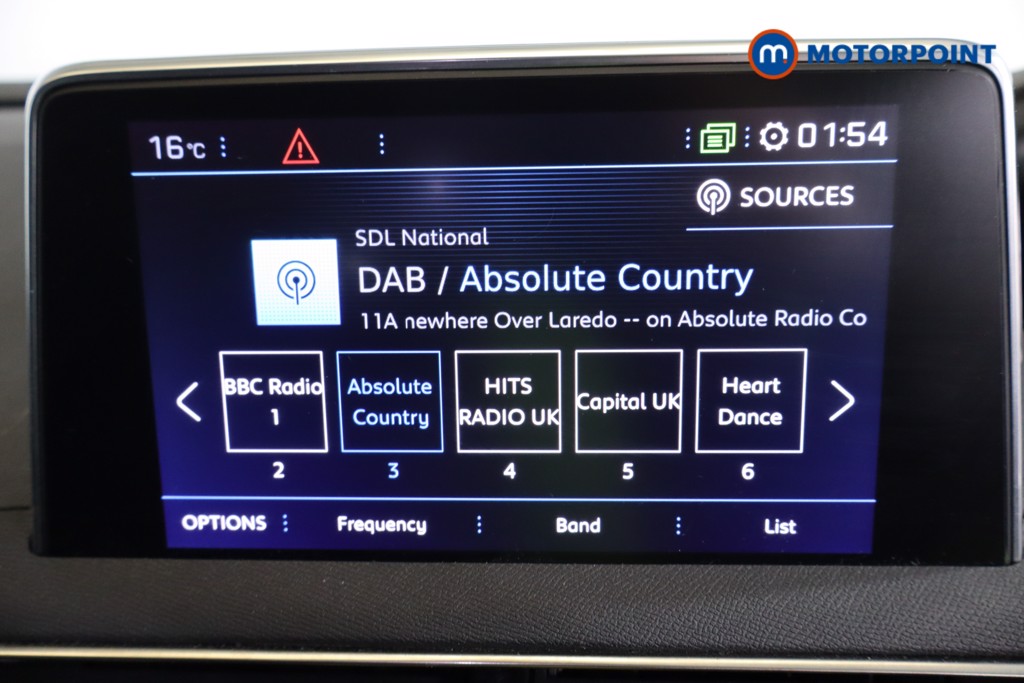 m. MOTORPOINT
16°C
01:54
SOURCES
SDL National
DAB / Absolute Country
11A newhere Over Laredo -- on Absolute Radio Co
BBC Radio
1
Absolute
Country
HITS
RADIO UK
Capital UK
Heart
Dance
2 3 4 5 6
OPTIONS Frequency Band List